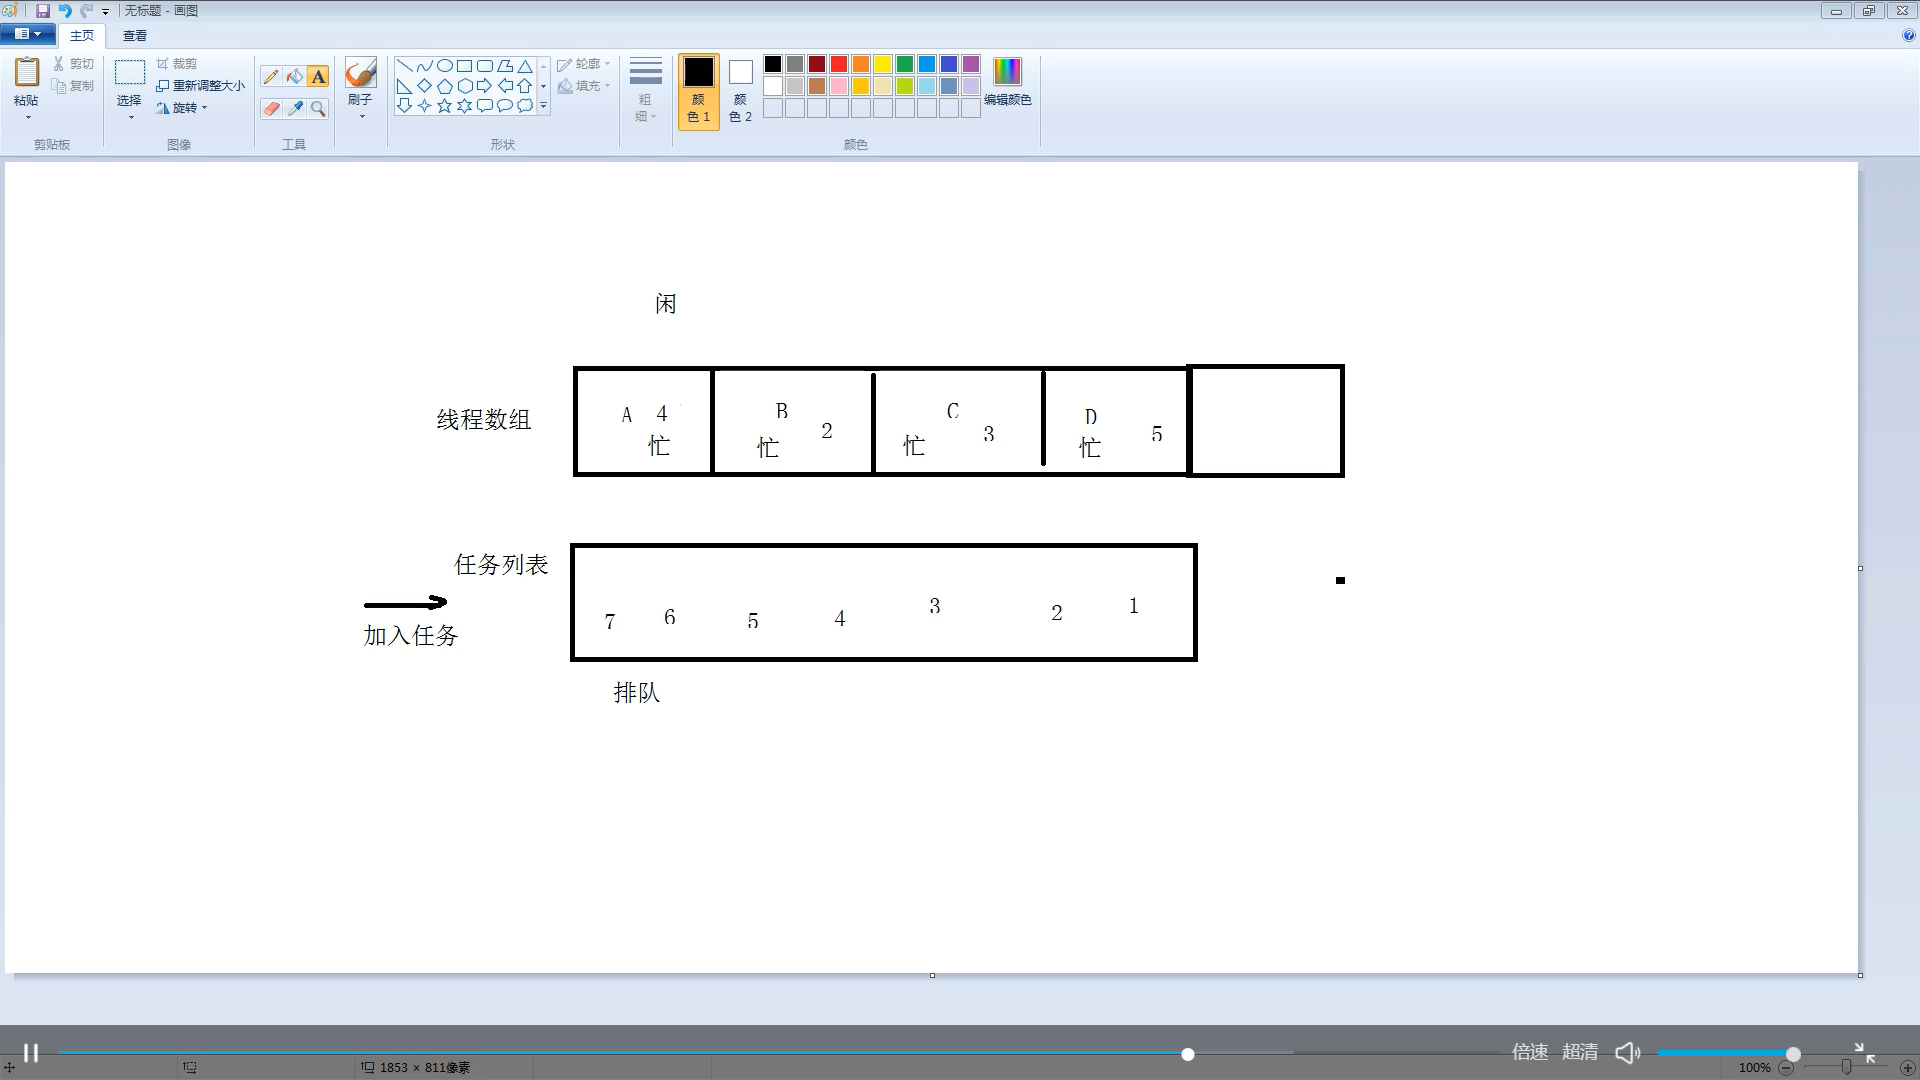 无标题 - 画图
主页 查看
粘贴
剪切
复制
剪贴板
选择
裁剪
重新调整大小
旋转
图像
A
工具
刷子
轮廓
填充
形状
粗
细
颜
色 1
颜
色 2
编辑颜色
颜色
闲
线程数组
A 4
忙
B 2
忙
C 3
忙
D 5
忙
任务列表
加入任务
7 6 5 4 3 2 1
排队
倍速 超清
1853 × 811像素
100%